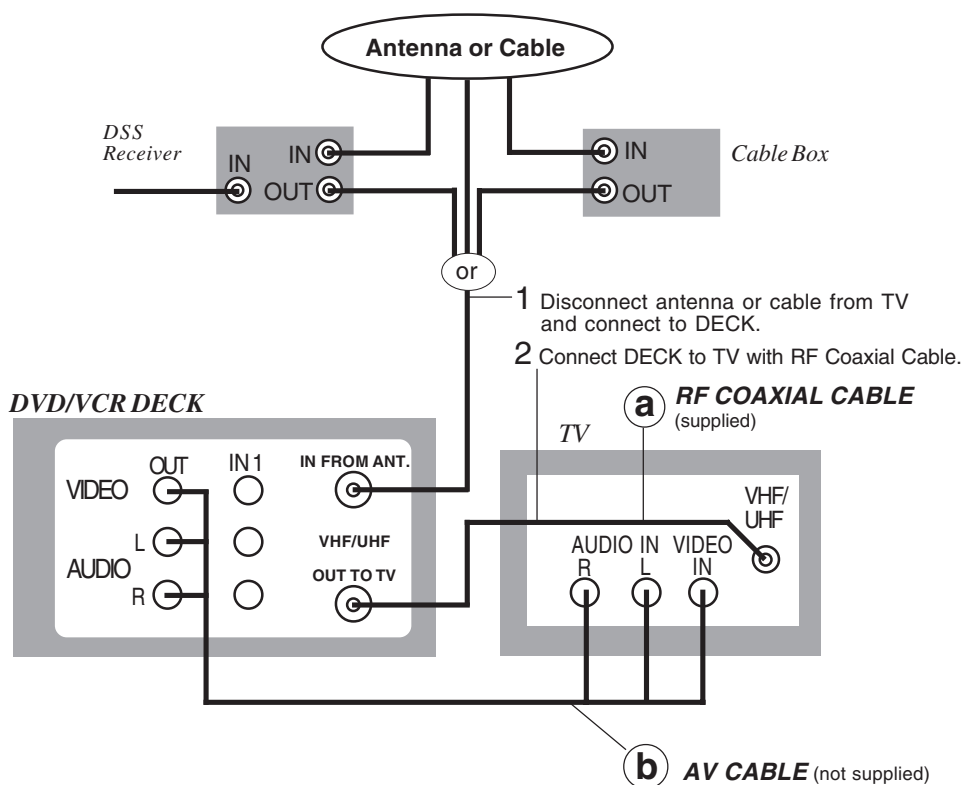 Antenna or Cable
DSS
Receiver
IN
IN
OUT
IN
OUT
Cable Box
or
1 Disconnect antenna or cable from TV
and connect to DECK.
2 Connect DECK to TV with RF Coaxial Cable.
DVD/VCR DECK
a RF COAXIAL CABLE
(supplied)
TV
OUT
IN 1
IN FROM ANT.
VIDEO
L
AUDIO
R
VHF/UHF
OUT TO TV
VHF/
UHF
AUDIO IN
R L
VIDEO
IN
b AV CABLE (not supplied)